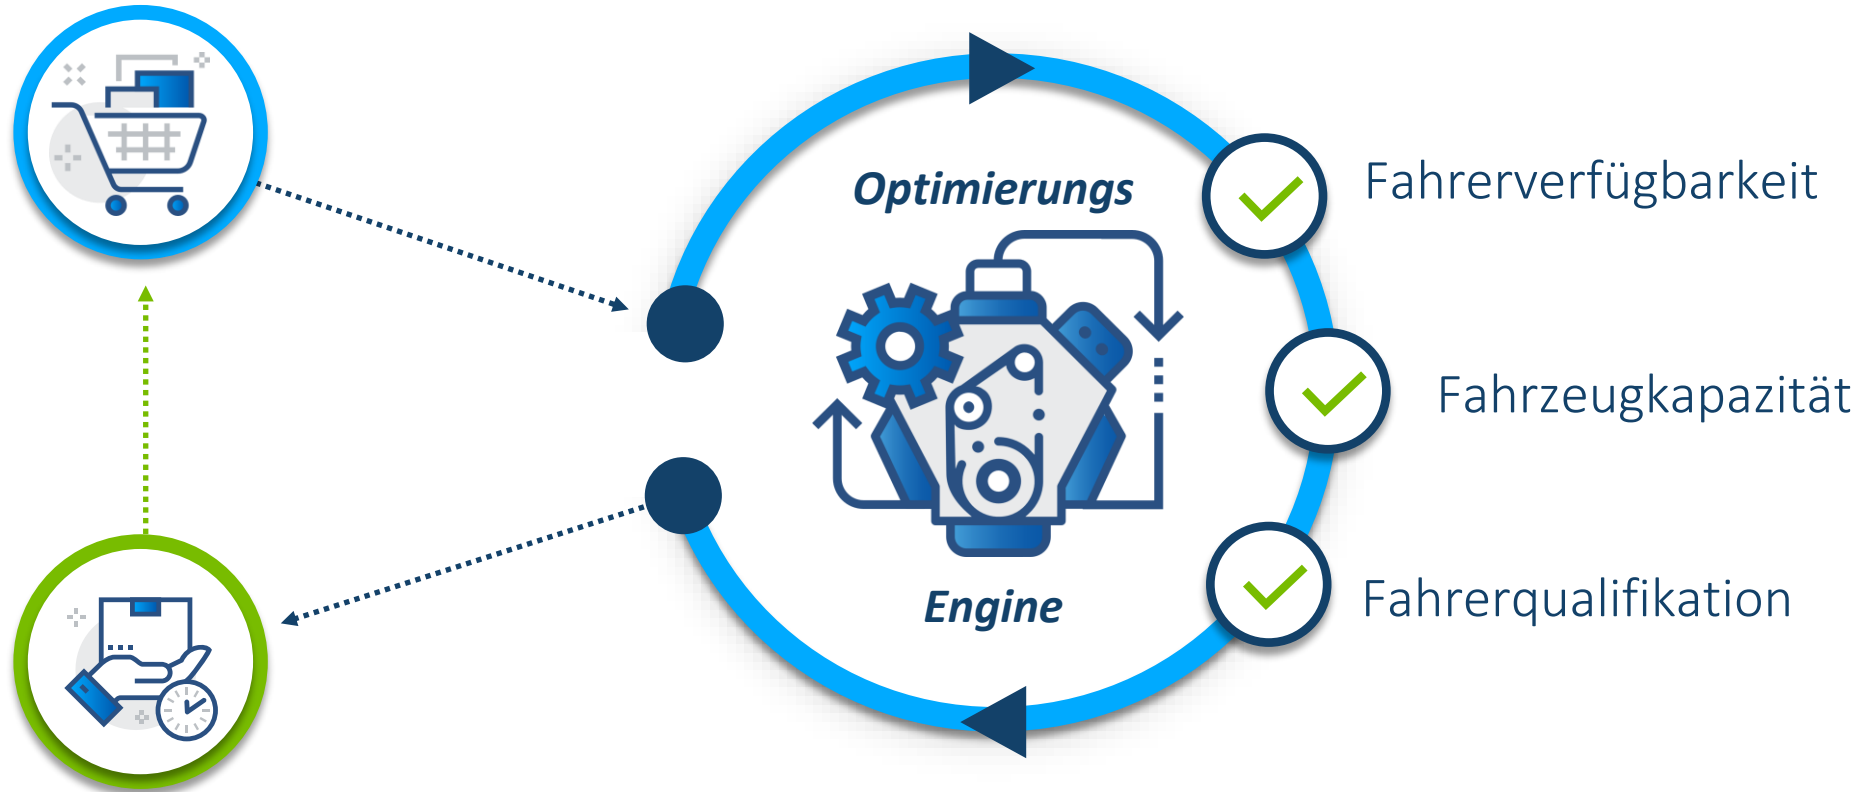 Optimierungs
Engine
Fahrerverfügbarkeit
Fahrzeugkapazität
Fahrerqualifikation